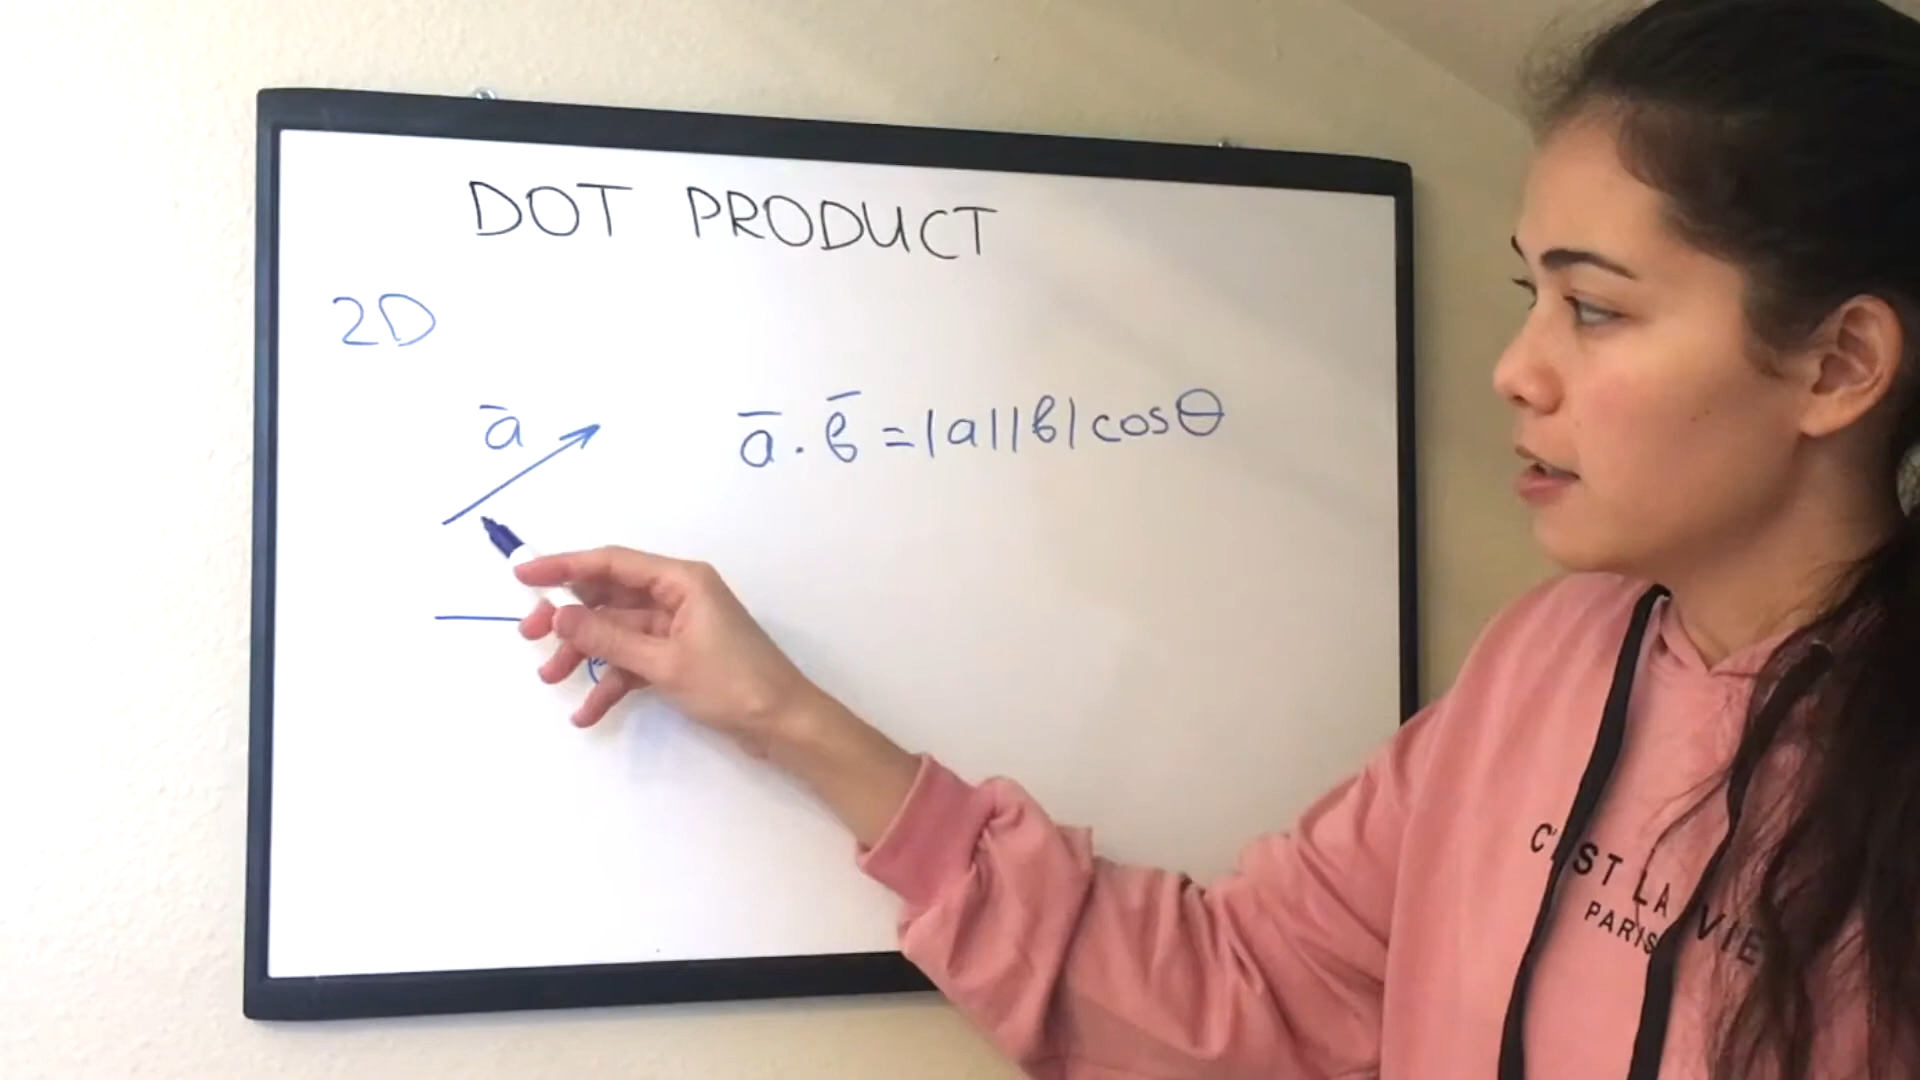 DOT PRODUCT
2D
a̅
a̅ · b̅ = |a||b| cosθ
C'EST LA VIE
PARIS